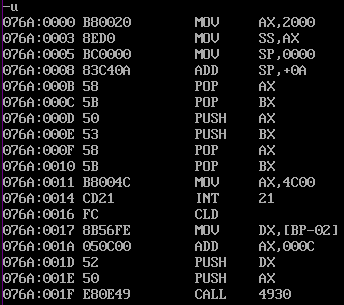 -u
076A:0000 B80020 MOV AX,2000
076A:0003 8ED0 MOV SS,AX
076A:0005 BC0000 MOV SP,0000
076A:0008 83C40A ADD SP,+0A
076A:000B 58 POP AX
076A:000C 5B POP BX
076A:000D 50 PUSH AX
076A:000E 53 PUSH BX
076A:000F 58 POP AX
076A:0010 5B POP BX
076A:0011 B8004C MOV AX,4C00
076A:0014 CD21 INT 21
076A:0016 FC CLD
076A:0017 8B56FE MOV DX,[BP-02]
076A:001A 050C00 ADD AX,000C
076A:001D 52 PUSH DX
076A:001E 50 PUSH AX
076A:001F E80E49 CALL 4930